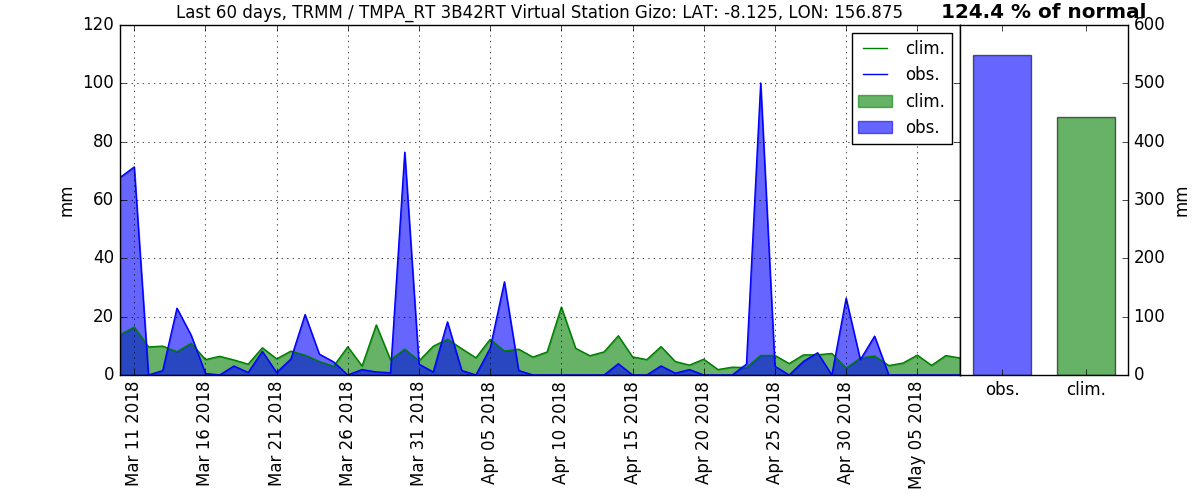 Last 60 days, TRMM / TMPA_RT 3B42RT Virtual Station Gizo: LAT: -8.125, LON: 156.875
124.4 % of normal
120
100
80
60
40
20
0
mm
clim.
obs.
clim.
obs.
600
500
400
300
200
100
0
mm
Mar 11 2018
Mar 16 2018
Mar 21 2018
Mar 26 2018
Mar 31 2018
Apr 05 2018
Apr 10 2018
Apr 15 2018
Apr 20 2018
Apr 25 2018
Apr 30 2018
May 05 2018
obs.
clim.